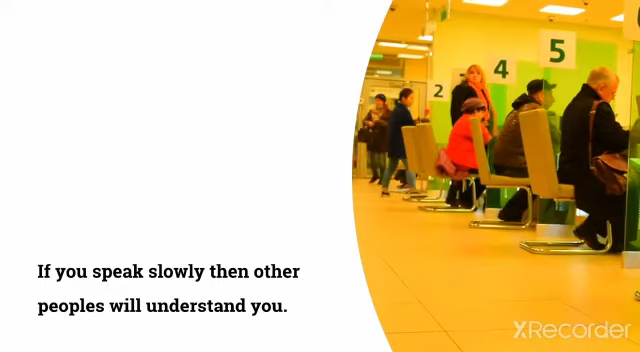 2
4
5
If you speak slowly then other
peoples will understand you.
XRecorder